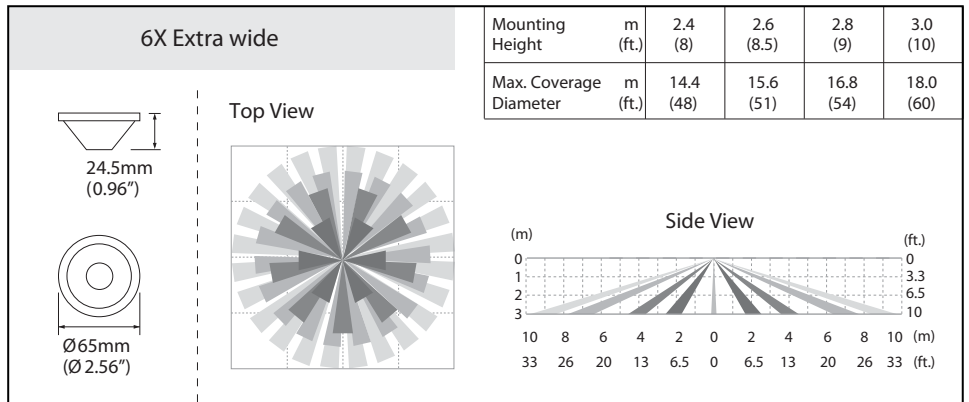 6X Extra wide
Mounting Height m (ft.) 2.4 (8) 2.6 (8.5) 2.8 (9) 3.0 (10)
Max. Coverage Diameter m (ft.) 14.4 (48) 15.6 (51) 16.8 (54) 18.0 (60)
24.5mm
(0.96”)
Ø65mm
(Ø 2.56”)
Top View
Side View
(m)
(ft.)
0 0
1 3.3
2 6.5
3 10
10 8 6 4 2 0 2 4 6 8 10 (m)
33 26 20 13 6.5 0 6.5 13 20 26 33 (ft.)